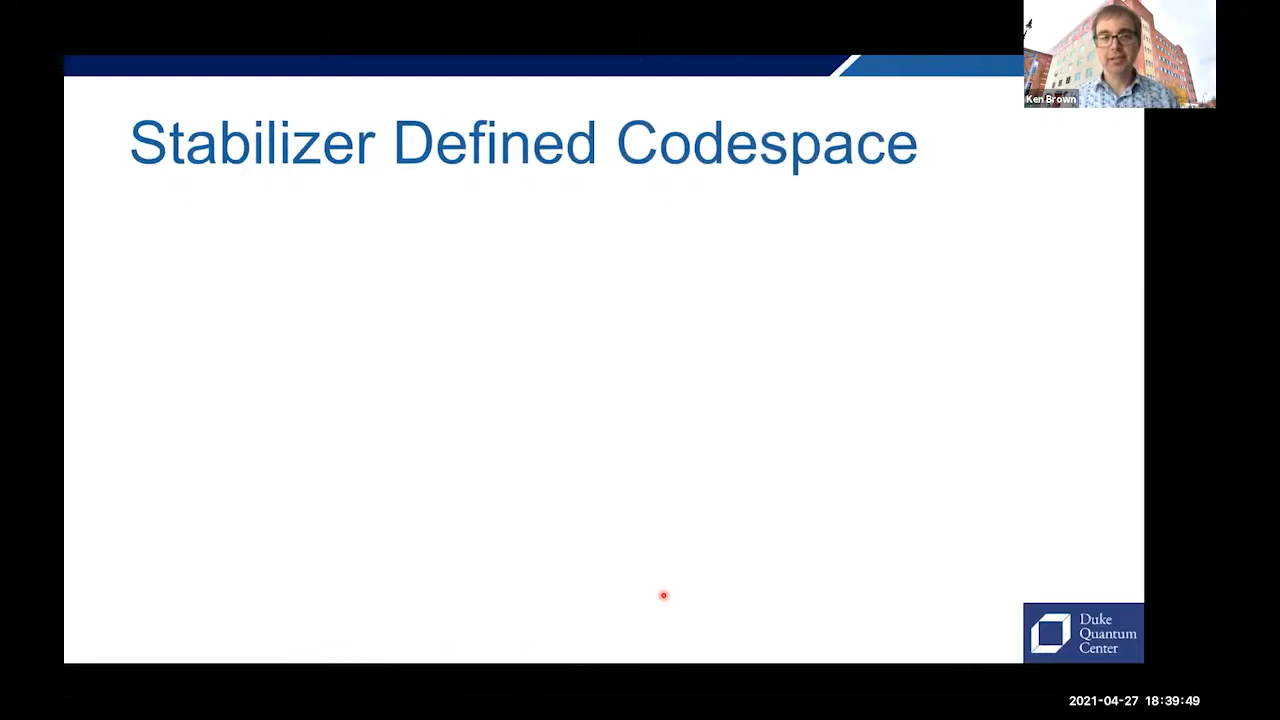 Ken Brown
Stabilizer Defined Codespace
Duke
Quantum
Center
2021-04-27 18:39:49